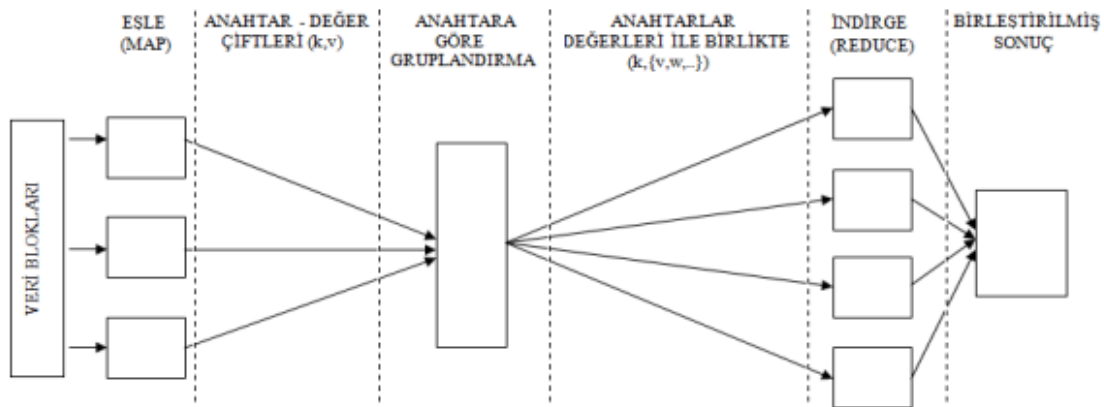 EŞLE
(MAP)
ANAHTAR - DEĞER
ÇİFTLERİ (k,v)
ANAHTARA
GÖRE
GRUPLANDIRMA
ANAHTARLAR
DEĞERLERİ İLE BİRLİKTE
(k,{v,w,..})
İNDİRGE
(REDUCE)
BİRLEŞTİRİLMİŞ
SONUÇ
VERİ BLOKLARI